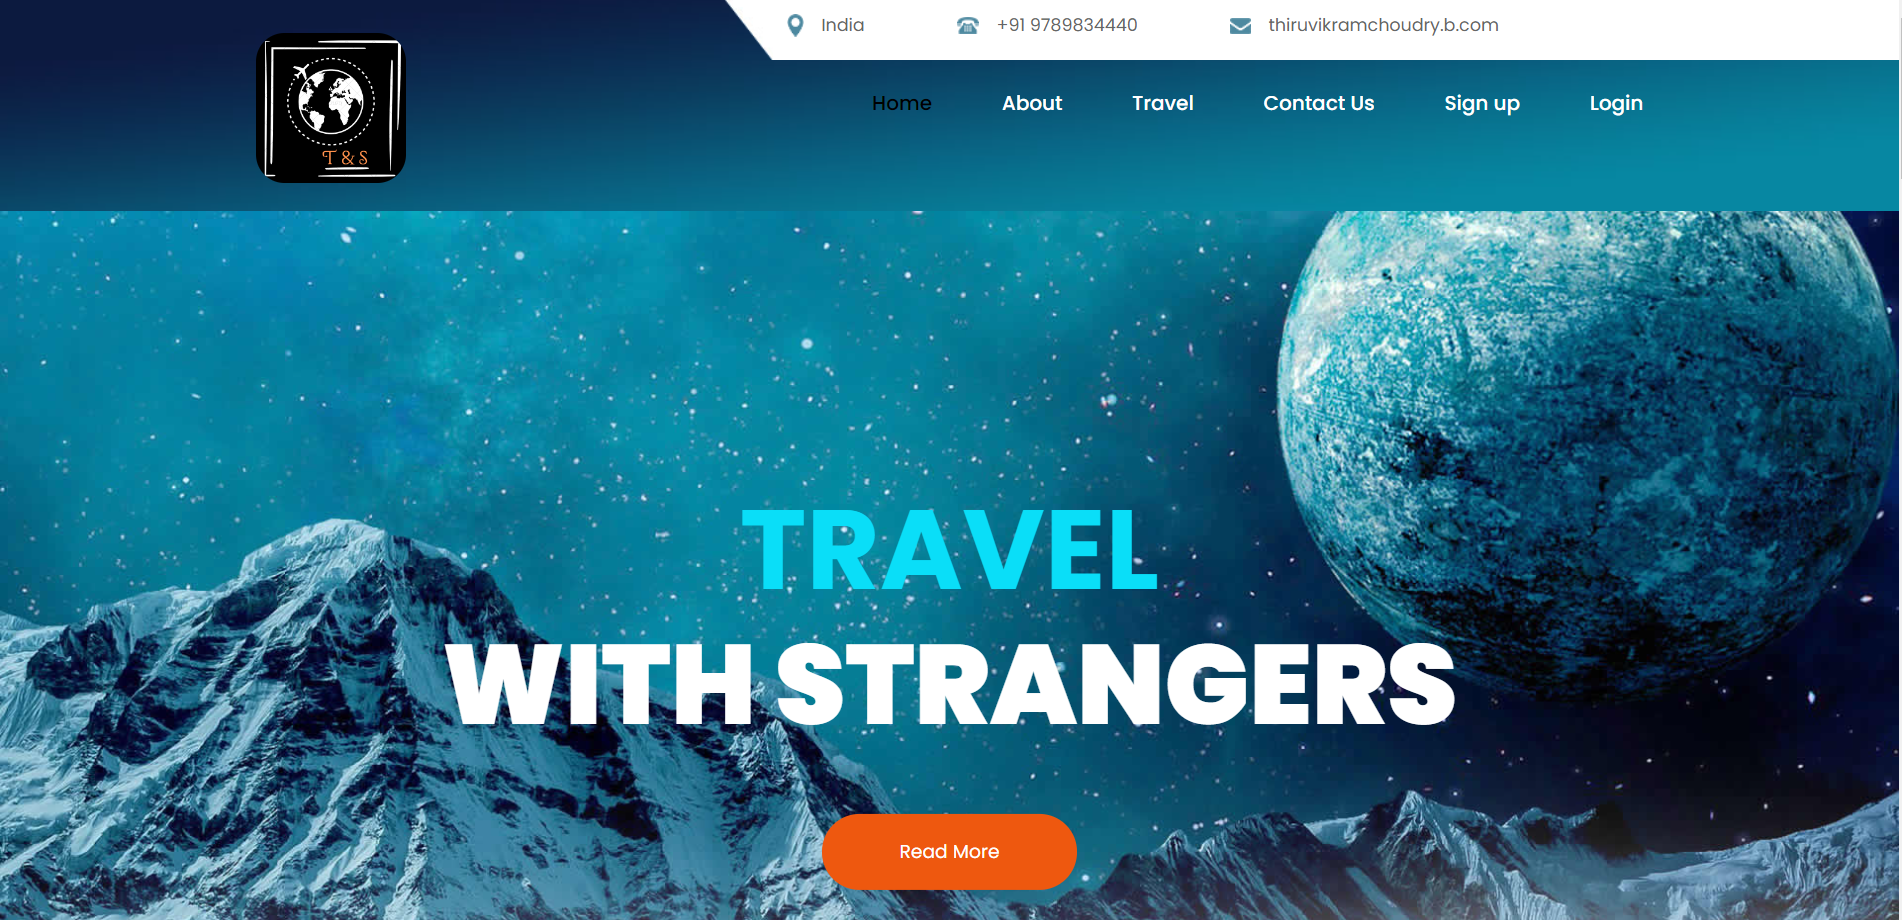 India +91 9789834440 thiruvikramchoudry.b.com
T & S
Home About Travel Contact Us Sign up Login
TRAVEL
WITH STRANGERS
Read More